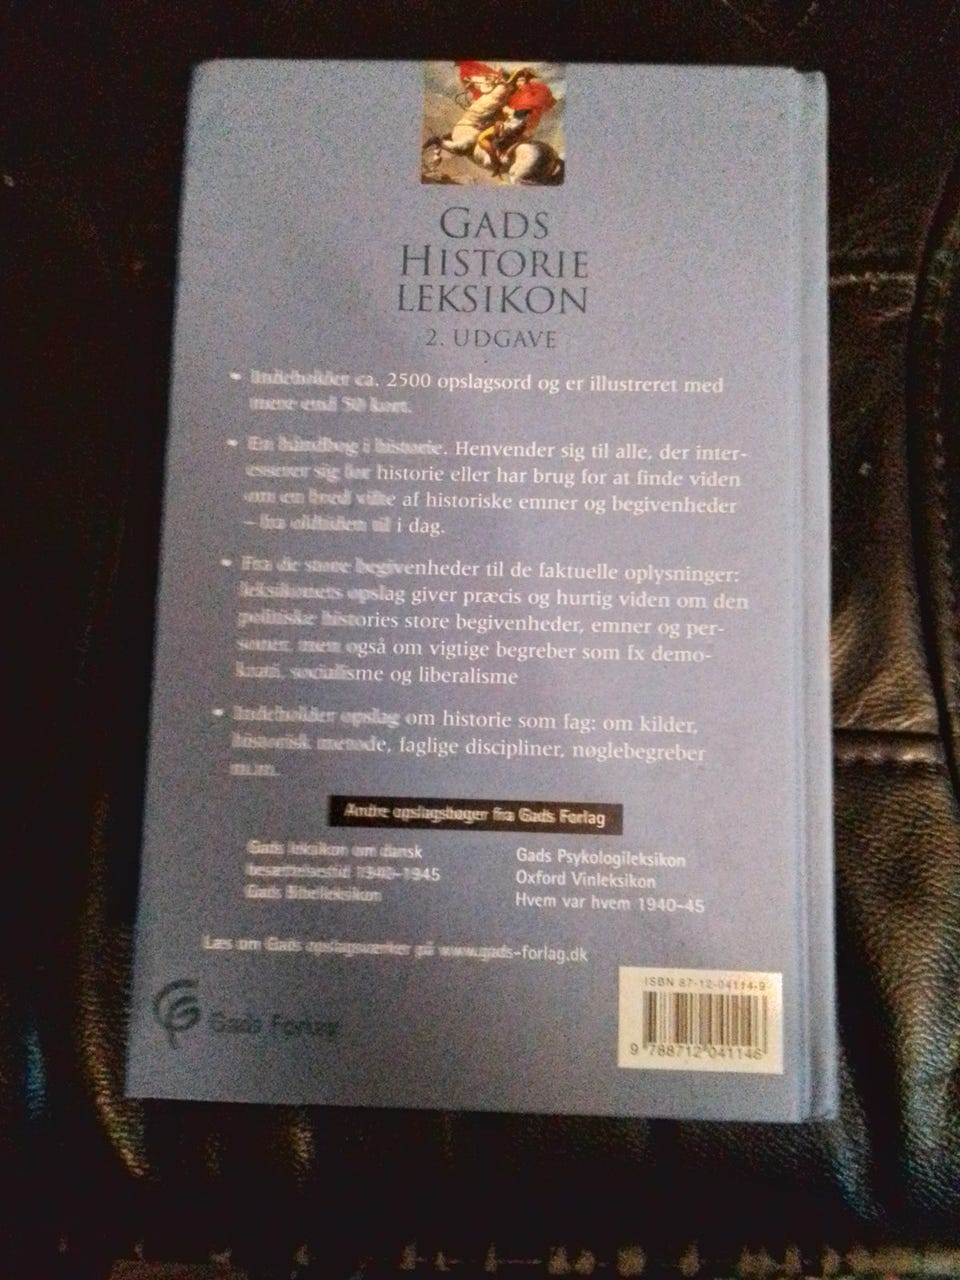 GADS
HISTORIE
LEKSIKON
2. UDGAVE
• Indeholder ca. 2500 opslagsord og er illustreret med
mere end 50 kort.
• En håndbog i historie. Henvender sig til alle, der inter-
esserer sig for historie eller har brug for at finde viden
om en bred vifte af historiske emner og begivenheder
– fra oldtiden til i dag.
• Fra de store begivenheder til de faktuelle oplysninger:
leksikonets opslag giver præcis og hurtig viden om den
politiske histories store begivenheder, emner og per-
soner, men også om vigtige begreber som fx demo-
krati, socialisme og liberalisme
• Indeholder opslag om historie som fag: om kilder,
historisk metode, faglige discipliner, nøglebegreber
m.m.
Andre opslagsbøger fra Gads Forlag
Gads leksikon om dansk
besættelsestid 1940–1945
Gads Bibelleksikon
Gads Psykologileksikon
Oxford Vinleksikon
Hvem var hvem 1940–45
Læs om Gads opslagsværker på www.gads-forlag.dk
Gads Forlag
ISBN 87-12-04114-9
9 788712 041146